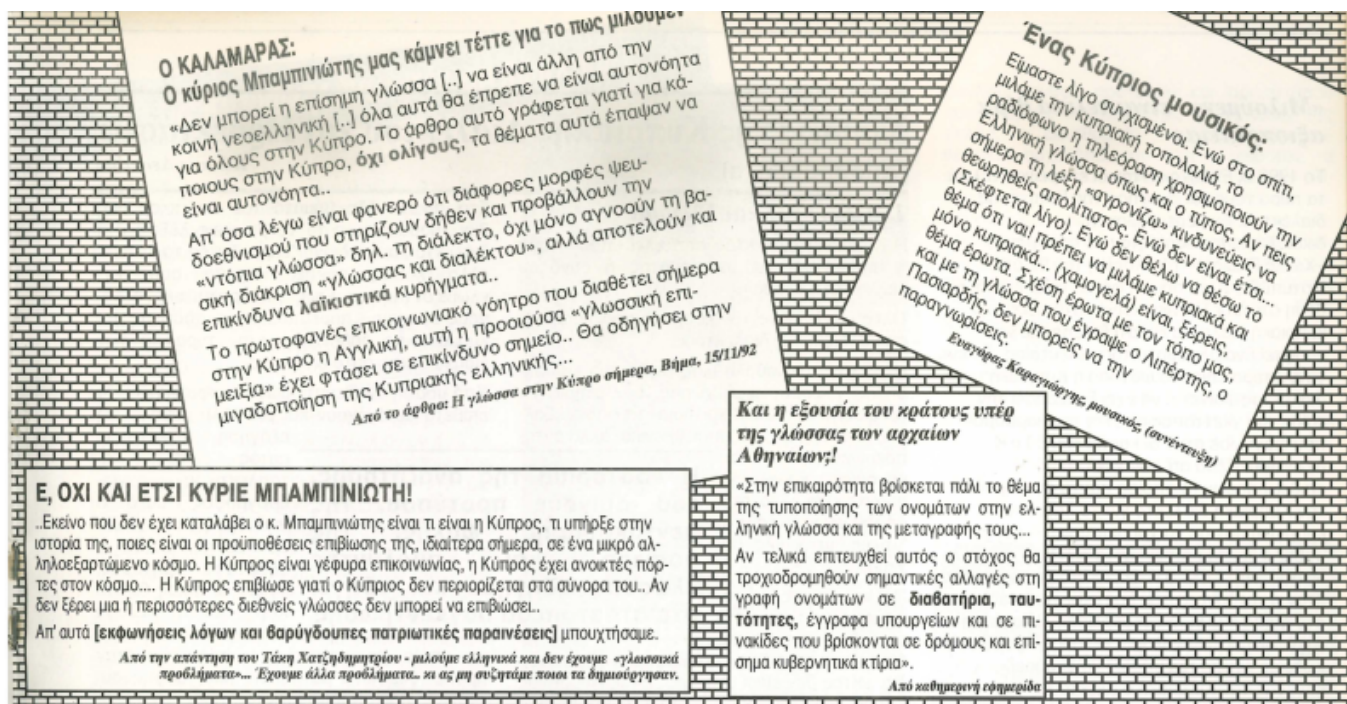 Ο ΚΑΛΑΜΑΡΑΣ:
Ο κύριος Μπαμπινιώτης μας κάμνει τέττε για το πως μιλούμεν
«Δεν μπορεί η επίσημη γλώσσα [..] να είναι άλλη από την
κοινή νεοελληνική [..] όλα αυτά θα έπρεπε να είναι αυτονόητα
για όλους στην Κύπρο. Το άρθρο αυτό γράφεται γιατί για κά-
ποιους στην Κύπρο, όχι ολίγους, τα θέματα αυτά έπαψαν να
είναι αυτονόητα..
Απ' όσα λέγω είναι φανερό ότι διάφορες μορφές ψευ-
δοεθνισμού που στηρίζουν δήθεν και προβάλλουν την
«ντόπια γλώσσα» δηλ. τη διάλεκτο, όχι μόνο αγνοούν τη βα-
σική διάκριση «γλώσσας και διαλέκτου», αλλά αποτελούν και
επικίνδυνα λαϊκιστικά κυρήγματα..
Το πρωτοφανές επικοινωνιακό γόητρο που διαθέτει σήμερα
στην Κύπρο η Αγγλική, αυτή η προοιούσα «γλωσσική επι-
μειξία» έχει φτάσει σε επικίνδυνο σημείο.. Θα οδηγήσει στην
μιγαδοποίηση της Κυπριακής ελληνικής...
Από το άρθρο: Η γλώσσα στην Κύπρο σήμερα, Βήμα, 15/11/92
Ένας Κύπριος μουσικός:
Είμαστε λίγο συγχισμένοι. Ενώ στο σπίτι,
μιλάμε την κυπριακή τοπολαλιά, το
ραδιόφωνο η τηλεόραση χρησιμοποιούν την
Ελληνική γλώσσα όπως και ο τύπος. Αν πεις
σήμερα τη λέξη «αγρονίζω» κινδυνεύεις να
θεωρηθείς απολίτιστος. Ενώ δεν είναι έτσι...
(Σκέφτεται λίγο). Εγώ δεν θέλω να θέσω το
θέμα ότι ναι! πρέπει να μιλάμε κυπριακά και
μόνο κυπριακά... (χαμογελά) είναι, ξέρεις,
θέμα έρωτα. Σχέση έρωτα με τον τόπο μας,
και με τη γλώσσα που έγραψε ο Λιπέρτης, ο
Πασιαρδής, δεν μπορείς να την
παραγνωρίσεις.
Ευαγόρας Καραγιώργης, μουσικός, (συνέντευξη)
Ε, ΟΧΙ ΚΑΙ ΕΤΣΙ ΚΥΡΙΕ ΜΠΑΜΠΙΝΙΩΤΗ!
..Εκείνο που δεν έχει καταλάβει ο κ. Μπαμπινιώτης είναι τι είναι η Κύπρος, τι υπήρξε στην
ιστορία της, ποιες είναι οι προϋποθέσεις επιβίωσης της, ιδιαίτερα σήμερα, σε ένα μικρό αλ-
ληλοεξαρτώμενο κόσμο. Η Κύπρος είναι γέφυρα επικοινωνίας, η Κύπρος έχει ανοικτές πόρ-
τες στον κόσμο.... Η Κύπρος επιβίωσε γιατί ο Κύπριος δεν περιορίζεται στα σύνορα του.. Αν
δεν ξέρει μια ή περισσότερες διεθνείς γλώσσες δεν μπορεί να επιβιώσει..
Απ' αυτά [εκφωνήσεις λόγων και βαρύγδουπες πατριωτικές παραινέσεις] μπουχτήσαμε.
Από την απάντηση του Τάκη Χατζηδημητρίου - μιλούμε ελληνικά και δεν έχουμε «γλωσσικά
προβλήματα»... Έχουμε άλλα προβλήματα.. κι ας μη συζητάμε ποιοι τα δημιούργησαν.
Και η εξουσία του κράτους υπέρ
της γλώσσας των αρχαίων
Αθηναίων;!
«Στην επικαιρότητα βρίσκεται πάλι το θέμα
της τυποποίησης των ονομάτων στην ελ-
ληνική γλώσσα και της μεταγραφής τους...
Αν τελικά επιτευχθεί αυτός ο στόχος θα
τροχιοδρομηθούν σημαντικές αλλαγές στη
γραφή ονομάτων σε διαβατήρια, ταυ-
τότητες, έγγραφα υπουργείων και σε πι-
νακίδες που βρίσκονται σε δρόμους και επί-
σημα κυβερνητικά κτίρια».
Από καθημερινή εφημερίδα